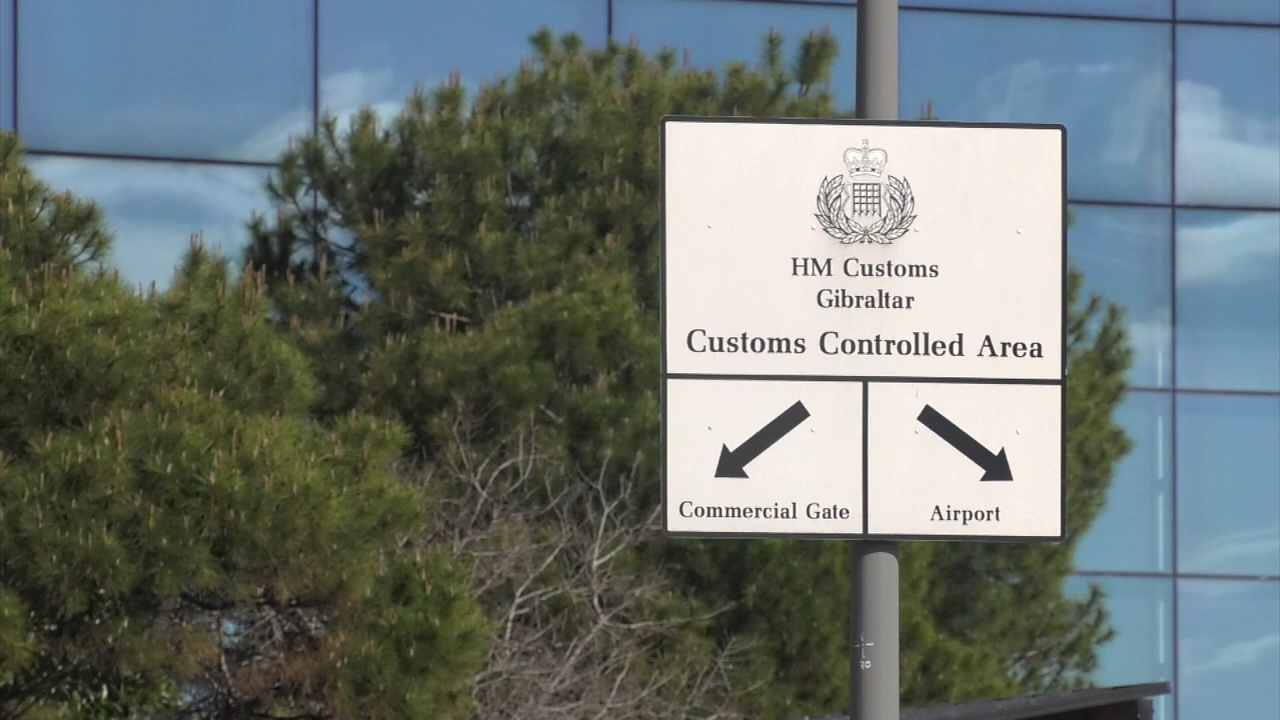 HM Customs
Gibraltar
Customs Controlled Area
Commercial Gate
Airport